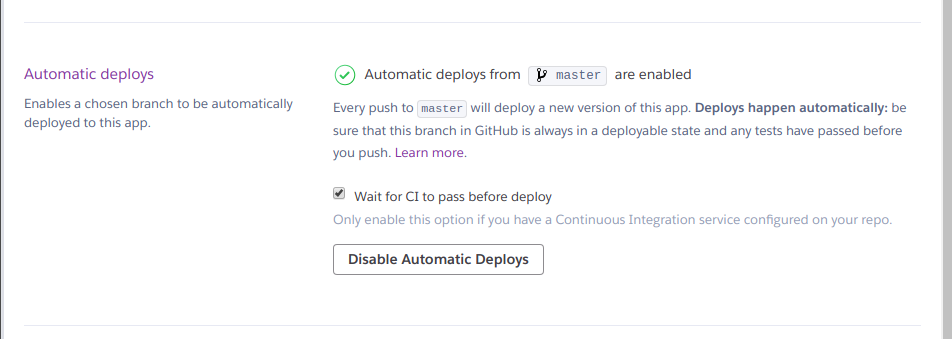 Automatic deploys
Enables a chosen branch to be automatically
deployed to this app.
Automatic deploys from master are enabled
Every push to master will deploy a new version of this app. Deploys happen automatically: be
sure that this branch in GitHub is always in a deployable state and any tests have passed before
you push. Learn more.
Wait for CI to pass before deploy
Only enable this option if you have a Continuous Integration service configured on your repo.
Disable Automatic Deploys